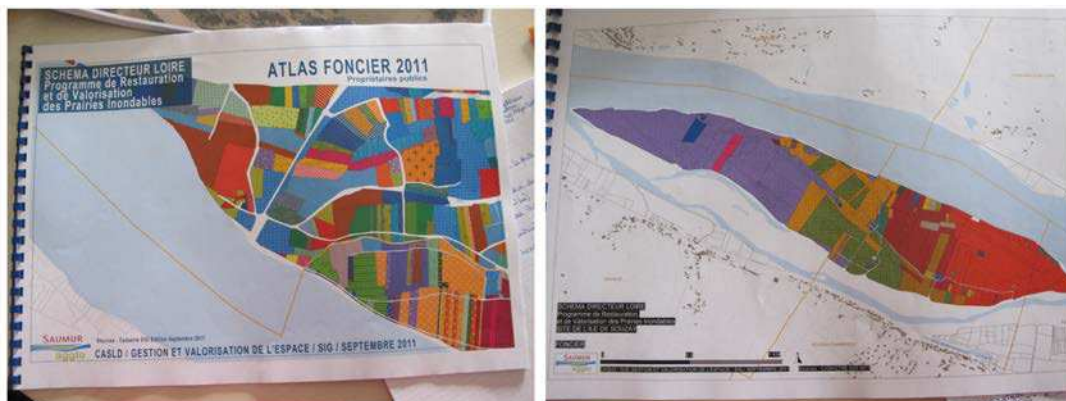 SCHEMA DIRECTEUR LOIRE
Programme de Restauration
et de Valorisation
des Prairies Inondables
ATLAS FONCIER 2011
Propriétaires publics
SAUMUR
agglo
CASLD / GESTION ET VALORISATION DE L'ESPACE / SIG / SEPTEMBRE 2011
SCHEMA DIRECTEUR LOIRE
Programme de Restauration
et de Valorisation des Prairies Inondables
SITE DE L'ILE DE SOUZAY
FONCIER
SAUMUR
agglo